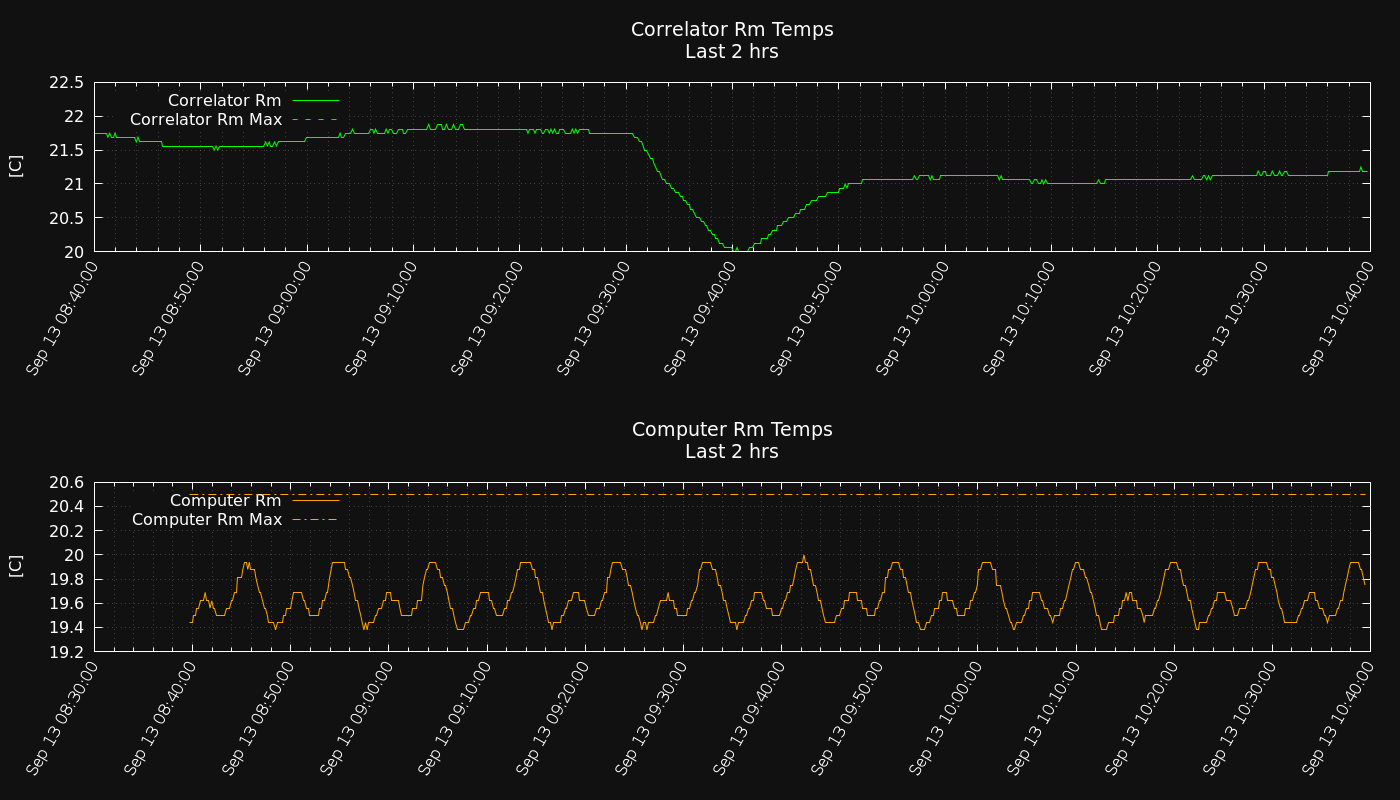 Correlator Rm Temps
Last 2 hrs
22.5
22
21.5
21
20.5
20
[C]
Correlator Rm
Correlator Rm Max
Sep 13 08:40:00
Sep 13 08:50:00
Sep 13 09:00:00
Sep 13 09:10:00
Sep 13 09:20:00
Sep 13 09:30:00
Sep 13 09:40:00
Sep 13 09:50:00
Sep 13 10:00:00
Sep 13 10:10:00
Sep 13 10:20:00
Sep 13 10:30:00
Sep 13 10:40:00
Computer Rm Temps
Last 2 hrs
20.6
20.4
20.2
20
19.8
19.6
19.4
19.2
[C]
Computer Rm
Computer Rm Max
Sep 13 08:30:00
Sep 13 08:40:00
Sep 13 08:50:00
Sep 13 09:00:00
Sep 13 09:10:00
Sep 13 09:20:00
Sep 13 09:30:00
Sep 13 09:40:00
Sep 13 09:50:00
Sep 13 10:00:00
Sep 13 10:10:00
Sep 13 10:20:00
Sep 13 10:30:00
Sep 13 10:40:00